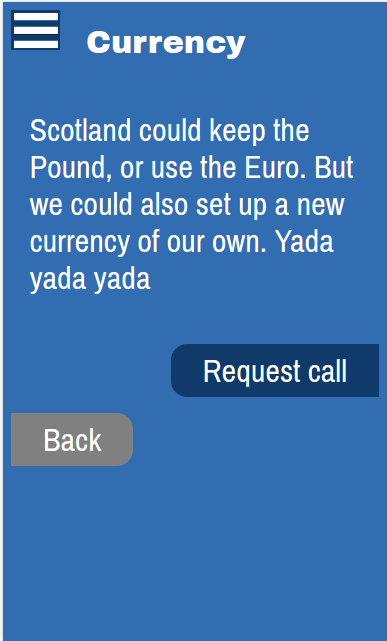 Currency
Scotland could keep the
Pound, or use the Euro. But
we could also set up a new
currency of our own. Yada
yada yada
Request call
Back